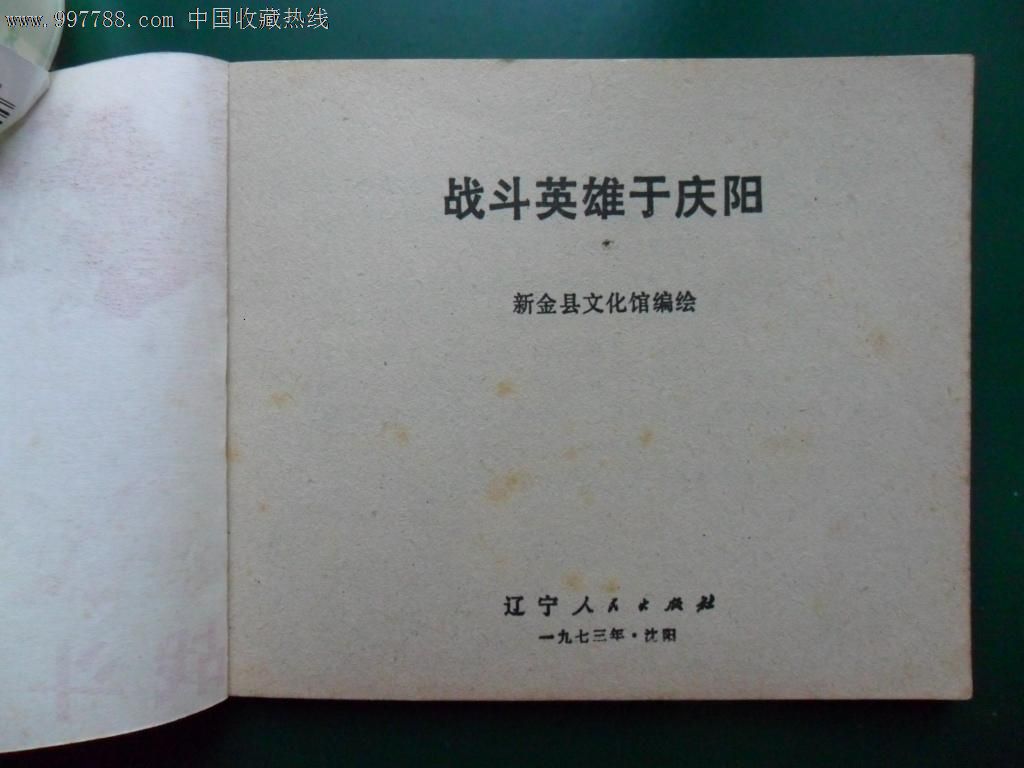 www.997788.com 中国收藏热线
战斗英雄于庆阳
新金县文化馆编绘
辽宁人民出版社
一九七三年·沈阳